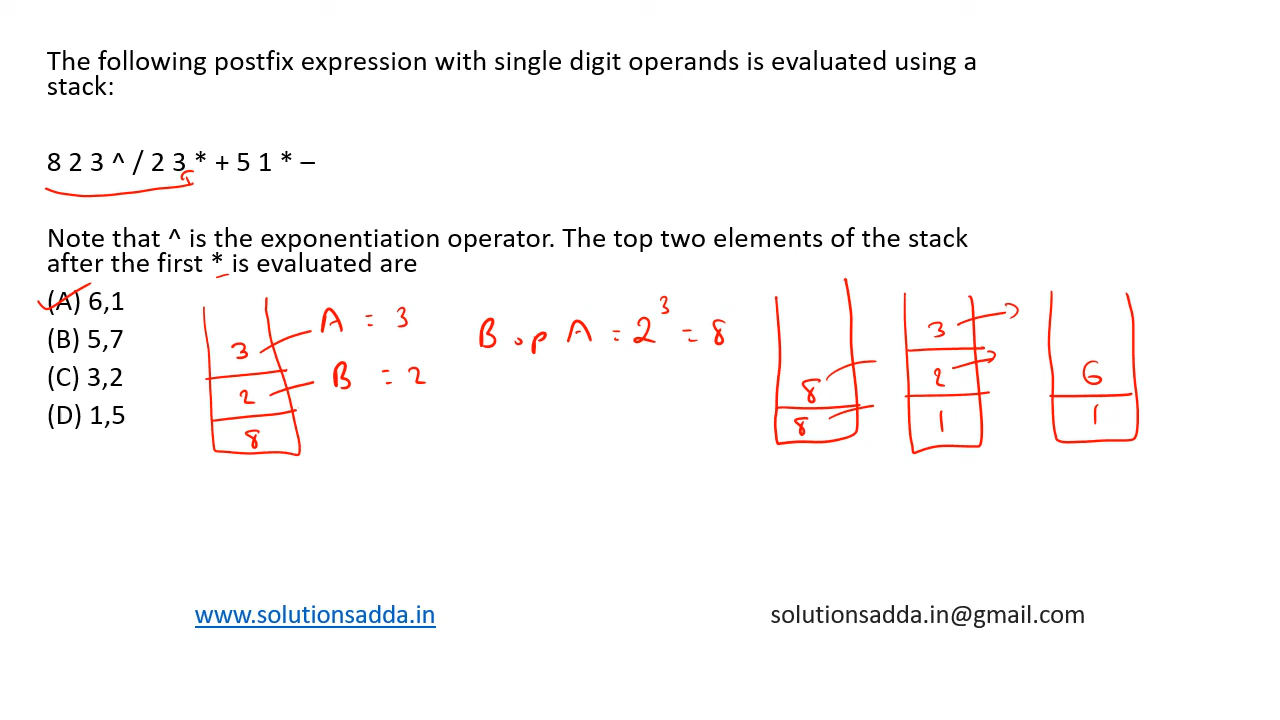 The following postfix expression with single digit operands is evaluated using a
stack:
8 2 3 ^ / 2 3 * + 5 1 * –
Note that ^ is the exponentiation operator. The top two elements of the stack
after the first * is evaluated are
(A) 6,1
(B) 5,7
(C) 3,2
(D) 1,5
3
2
8
A = 3
B = 2
B op A = 2³ = 8
8
8
3
2
1
6
1
www.solutionsadda.in
solutionsadda.in@gmail.com